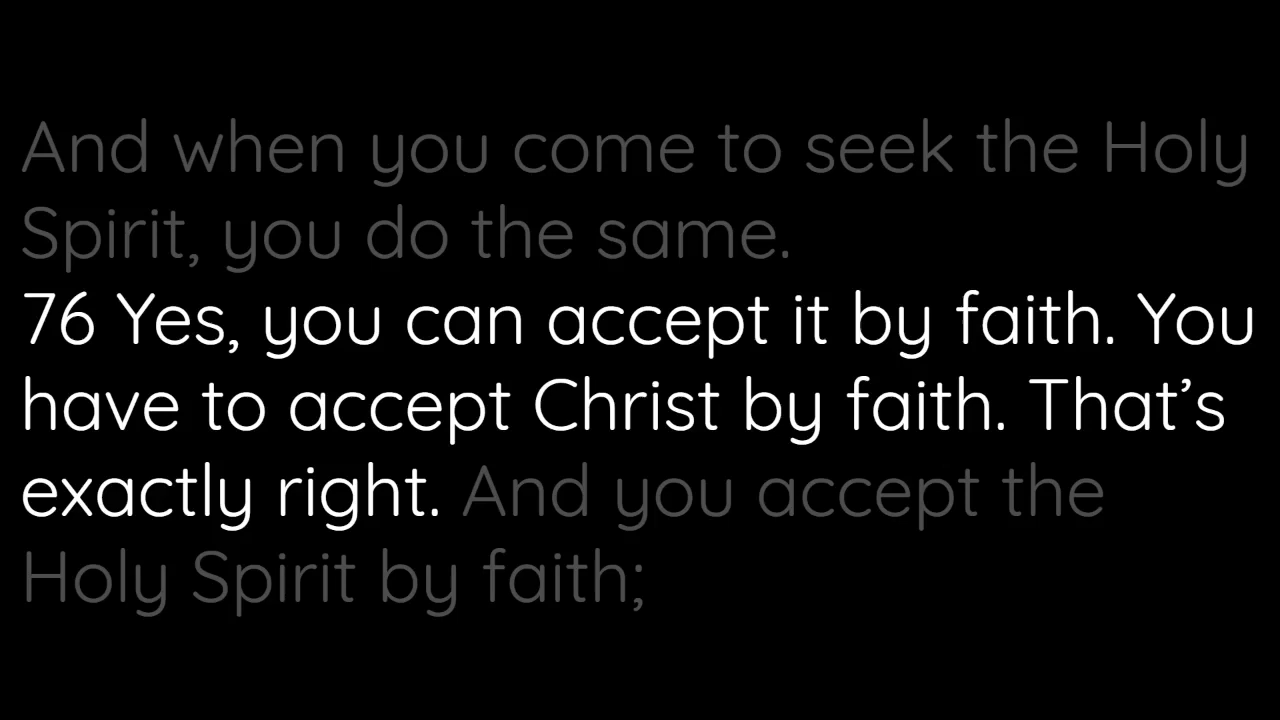 And when you come to seek the Holy
Spirit, you do the same.
76 Yes, you can accept it by faith. You
have to accept Christ by faith. That’s
exactly right. And you accept the
Holy Spirit by faith;